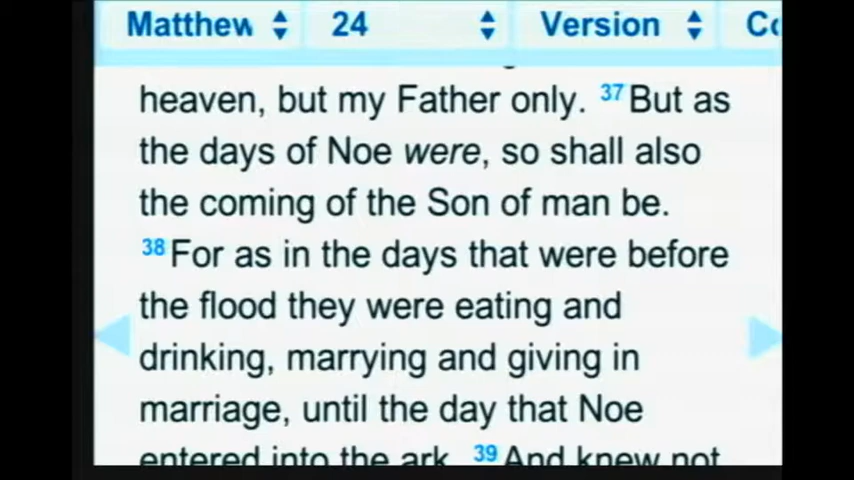 Matthew 24 Version
heaven, but my Father only. 37 But as
the days of Noe were, so shall also
the coming of the Son of man be.
38 For as in the days that were before
the flood they were eating and
drinking, marrying and giving in
marriage, until the day that Noe
entered into the ark. 39 And knew not